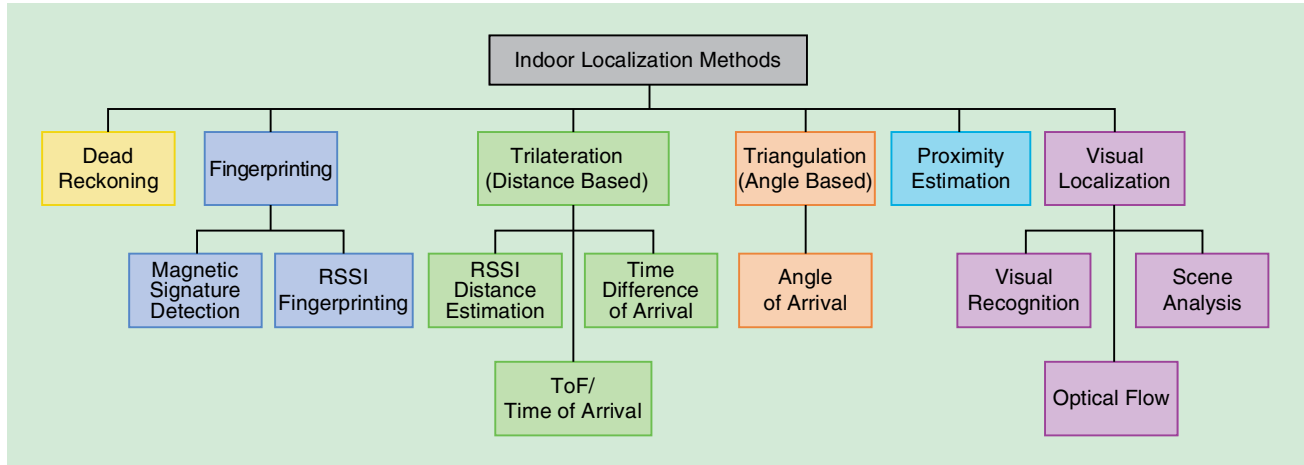 Indoor Localization Methods
Dead
Reckoning
Fingerprinting
Trilateration
(Distance Based)
Triangulation
(Angle Based)
Proximity
Estimation
Visual
Localization
Magnetic
Signature
Detection
RSSI
Fingerprinting
RSSI
Distance
Estimation
Time
Difference
of Arrival
Angle
of Arrival
Visual
Recognition
Scene
Analysis
ToF/
Time of Arrival
Optical Flow